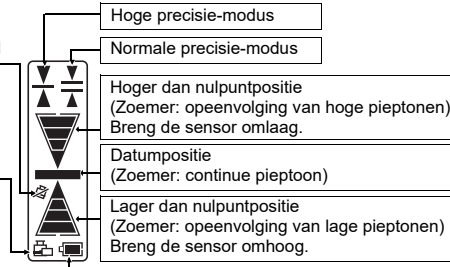 Hoge precisie-modus
Normale precisie-modus
Hoger dan nulpuntpositie
(Zoemer: opeenvolging van hoge pieptonen)
Breng de sensor omlaag.
Datumpositie
(Zoemer: continue pieptoon)
Lager dan nulpuntpositie
(Zoemer: opeenvolging van lage pieptonen)
Breng de sensor omhoog.